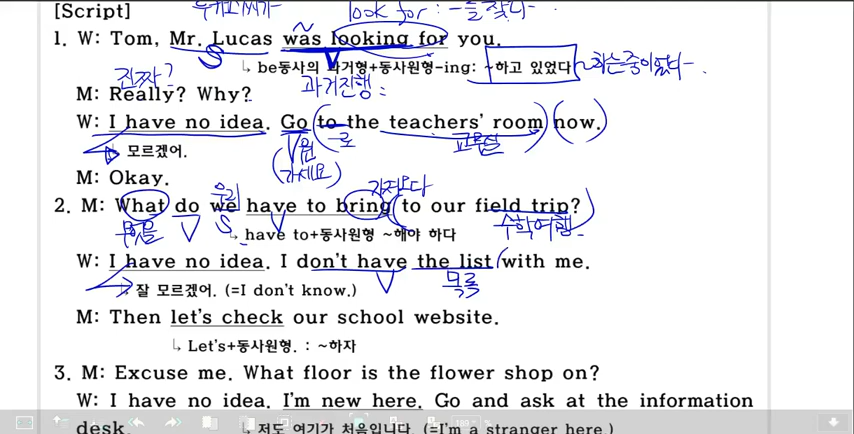 [Script] look for : ~을 찾다
1. W: Tom, Mr. Lucas was looking for you.
S V
↳ be동사의 과거형+동사원형-ing: ~하고 있었다 ~하는 중이었다
진짜? 과거진행
M: Really? Why?
W: I have no idea. Go to the teachers' room now.
모르겠어. V원 ~로 교무실
(가세요)
M: Okay.
우리 가져오다
2. M: What do we have to bring to our field trip?
무엇을 V S V 수학여행
↳ have to+동사원형 ~해야 하다
W: I have no idea. I don't have the list with me.
잘 모르겠어. (=I don't know.) V 목록
M: Then let's check our school website.
↳ Let's+동사원형. : ~하자
3. M: Excuse me. What floor is the flower shop on?
W: I have no idea. I'm new here. Go and ask at the information
desk. ↳ 저도 여기가 처음입니다. (=I'm a stranger here.)